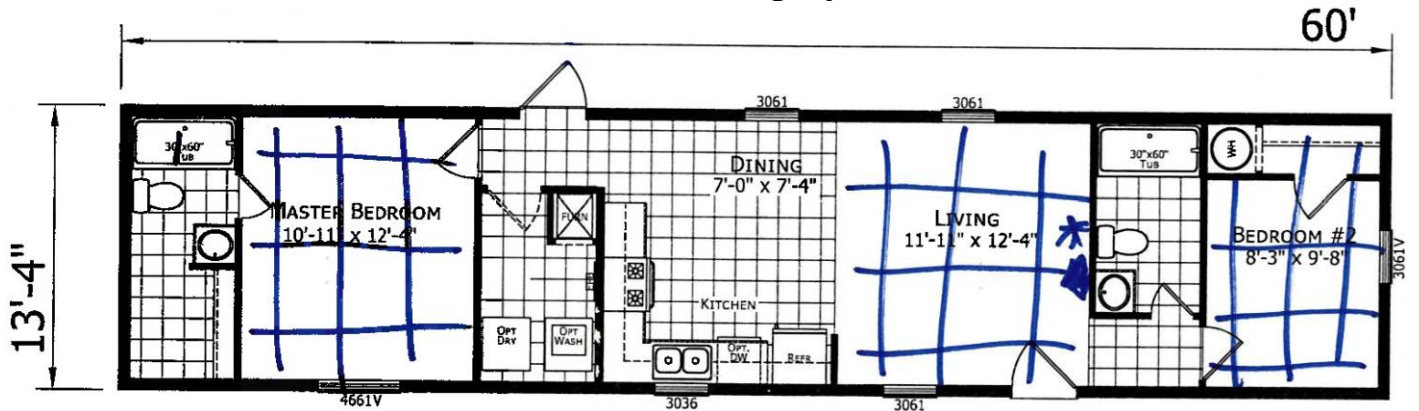 60'
13'-4"
3061
3061
30"x60"
TUB
MASTER BEDROOM
10'-11" x 12'-4"
FURN
OPT
DRY
OPT
WASH
DINING
7'-0" x 7'-4"
KITCHEN
OPT.
DW
REFR
LIVING
11'-11" x 12'-4"
30"x60"
TUB
WH
BEDROOM #2
8'-3" x 9'-8"
3061V
4661V
3036
3061